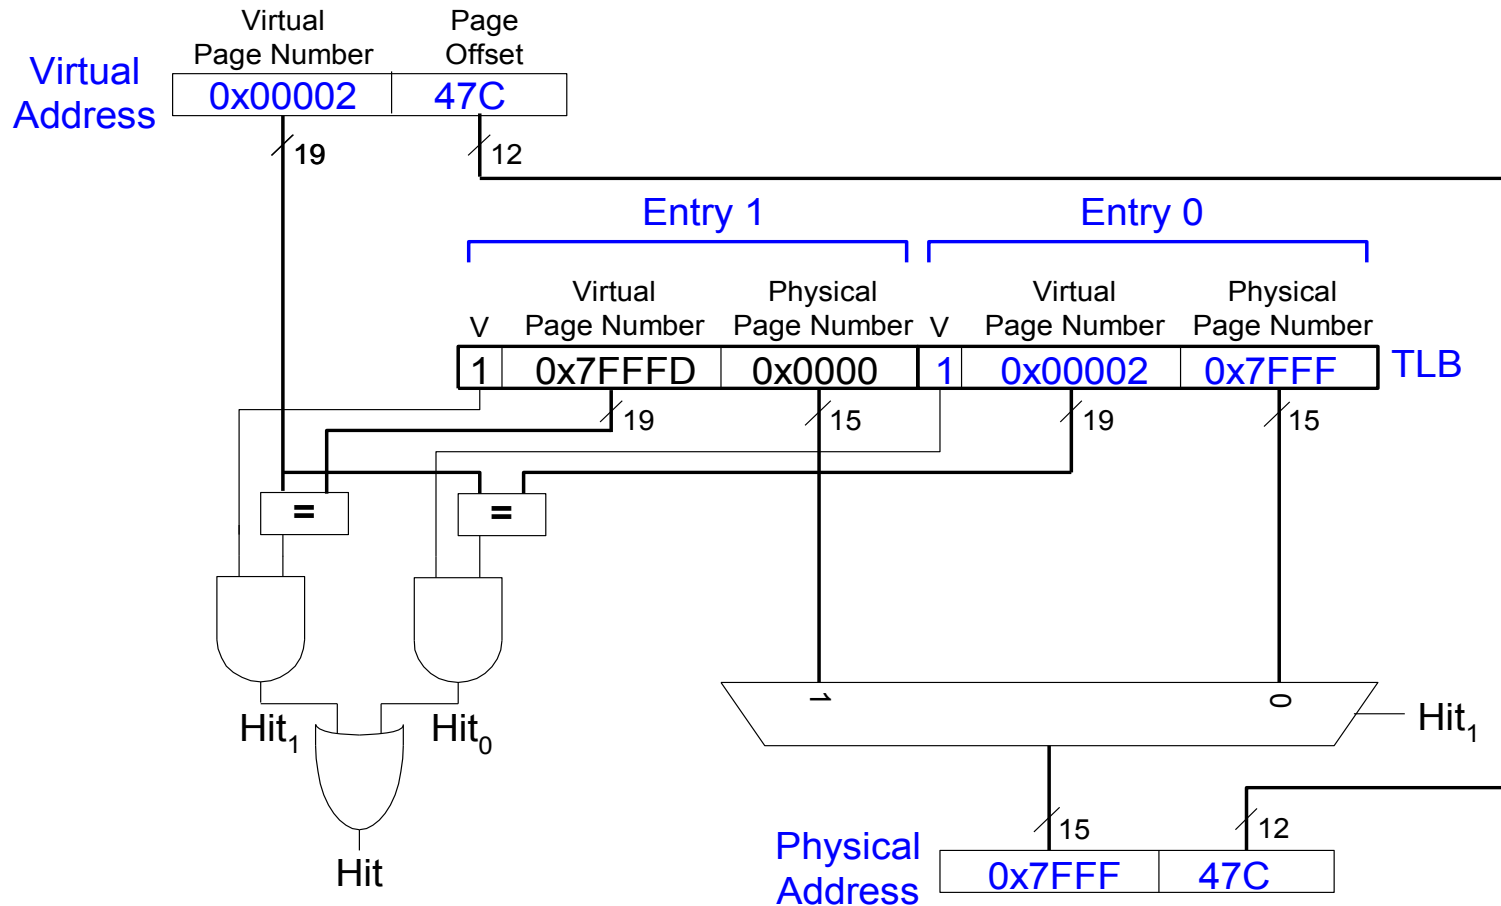 Virtual
Page Number
Page
Offset
Virtual
Address
0x00002
47C
19
12
Entry 1
Entry 0
V
Virtual
Page Number
Physical
Page Number
V
Virtual
Page Number
Physical
Page Number
1
0x7FFFD
0x0000
1
0x00002
0x7FFF
TLB
19
15
19
15
=
=
1
0
Hit1
Hit0
Hit1
Hit
15
12
Physical
Address
0x7FFF
47C